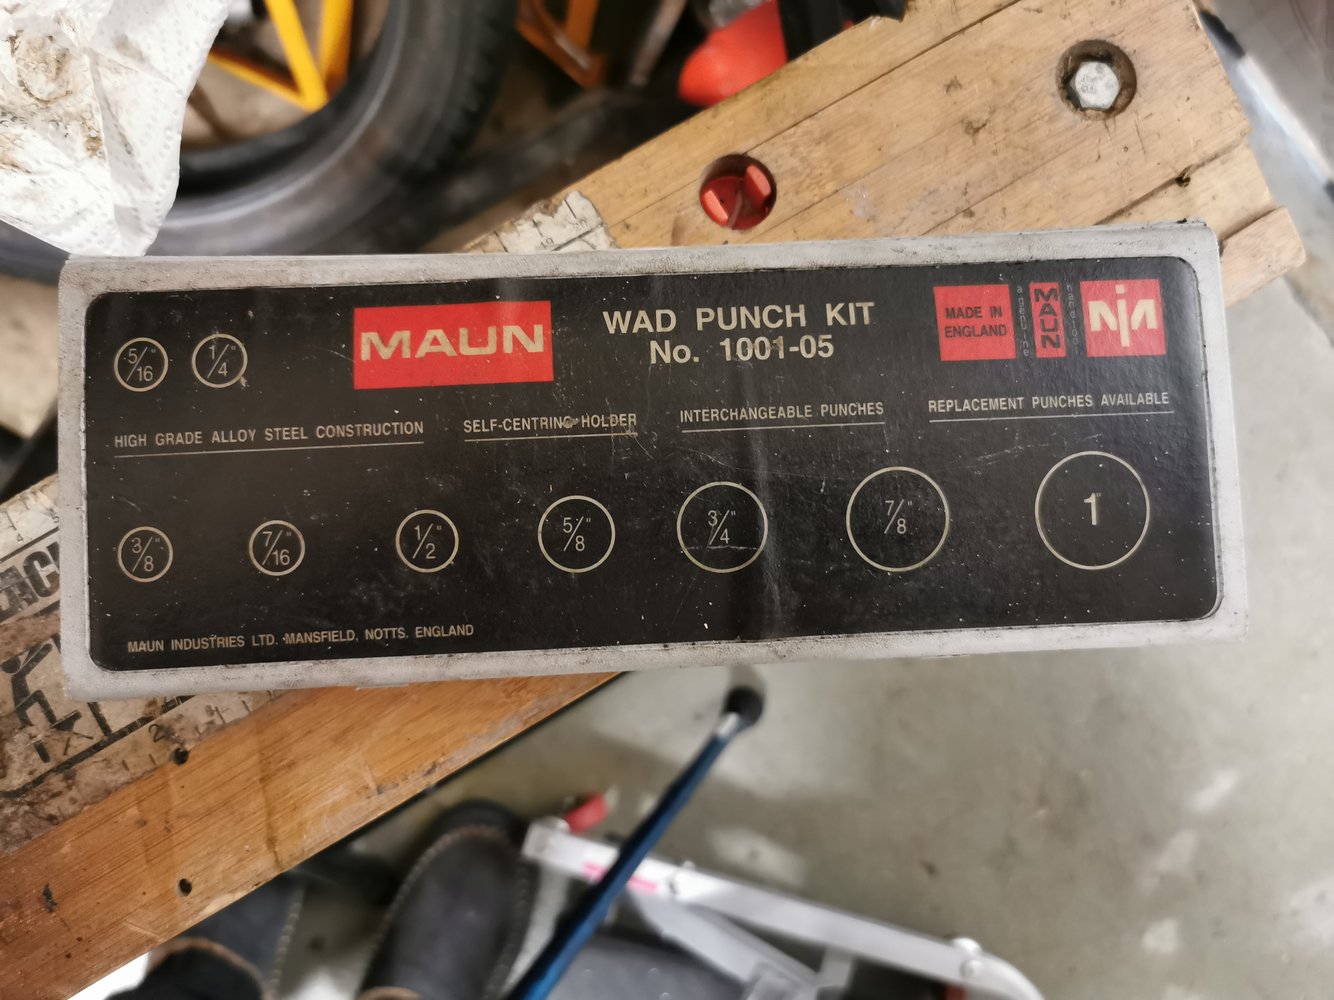 MAUN
WAD PUNCH KIT
No. 1001-05
MADE IN
ENGLAND
a genuine
MAUN
handtool
5/16"
1/4"
HIGH GRADE ALLOY STEEL CONSTRUCTION
SELF-CENTRING HOLDER
INTERCHANGEABLE PUNCHES
REPLACEMENT PUNCHES AVAILABLE
3/8"
7/16"
1/2"
5/8"
3/4"
7/8"
1"
MAUN INDUSTRIES LTD. MANSFIELD, NOTTS. ENGLAND